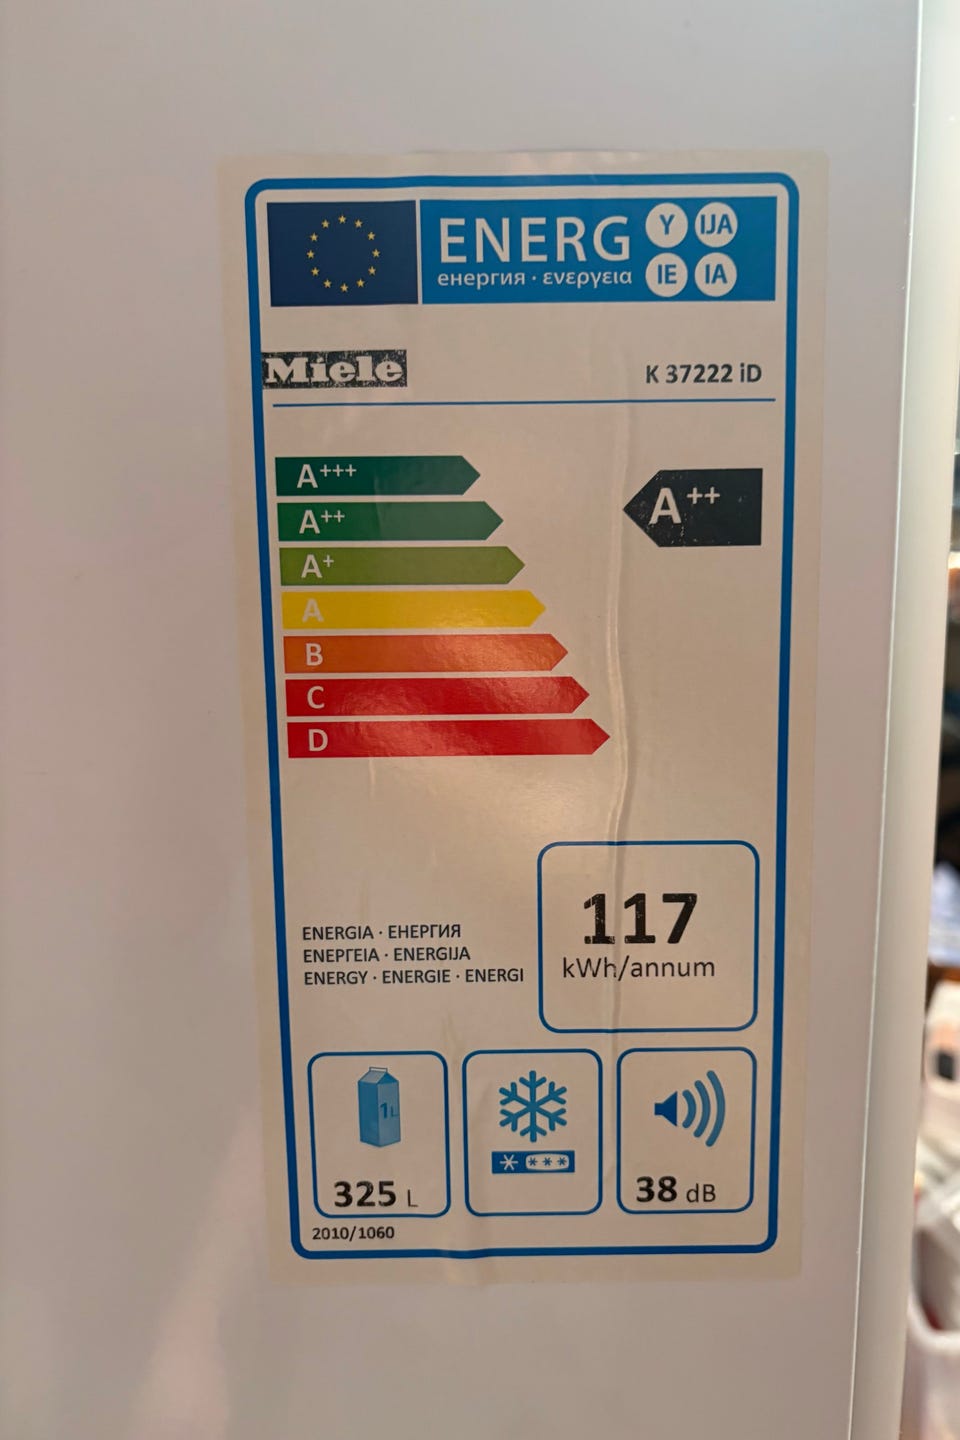 ENERG Y IJA
енергия · ενεργεια IE IA
Miele K 37222 iD
A+++
A++ A++
A+
A
B
C
D
117
kWh/annum
ENERGIA · ЕНЕРГИЯ
ΕΝΕΡΓΕΙΑ · ENERGIJA
ENERGY · ENERGIE · ENERGI
1L
325 L
38 dB
2010/1060